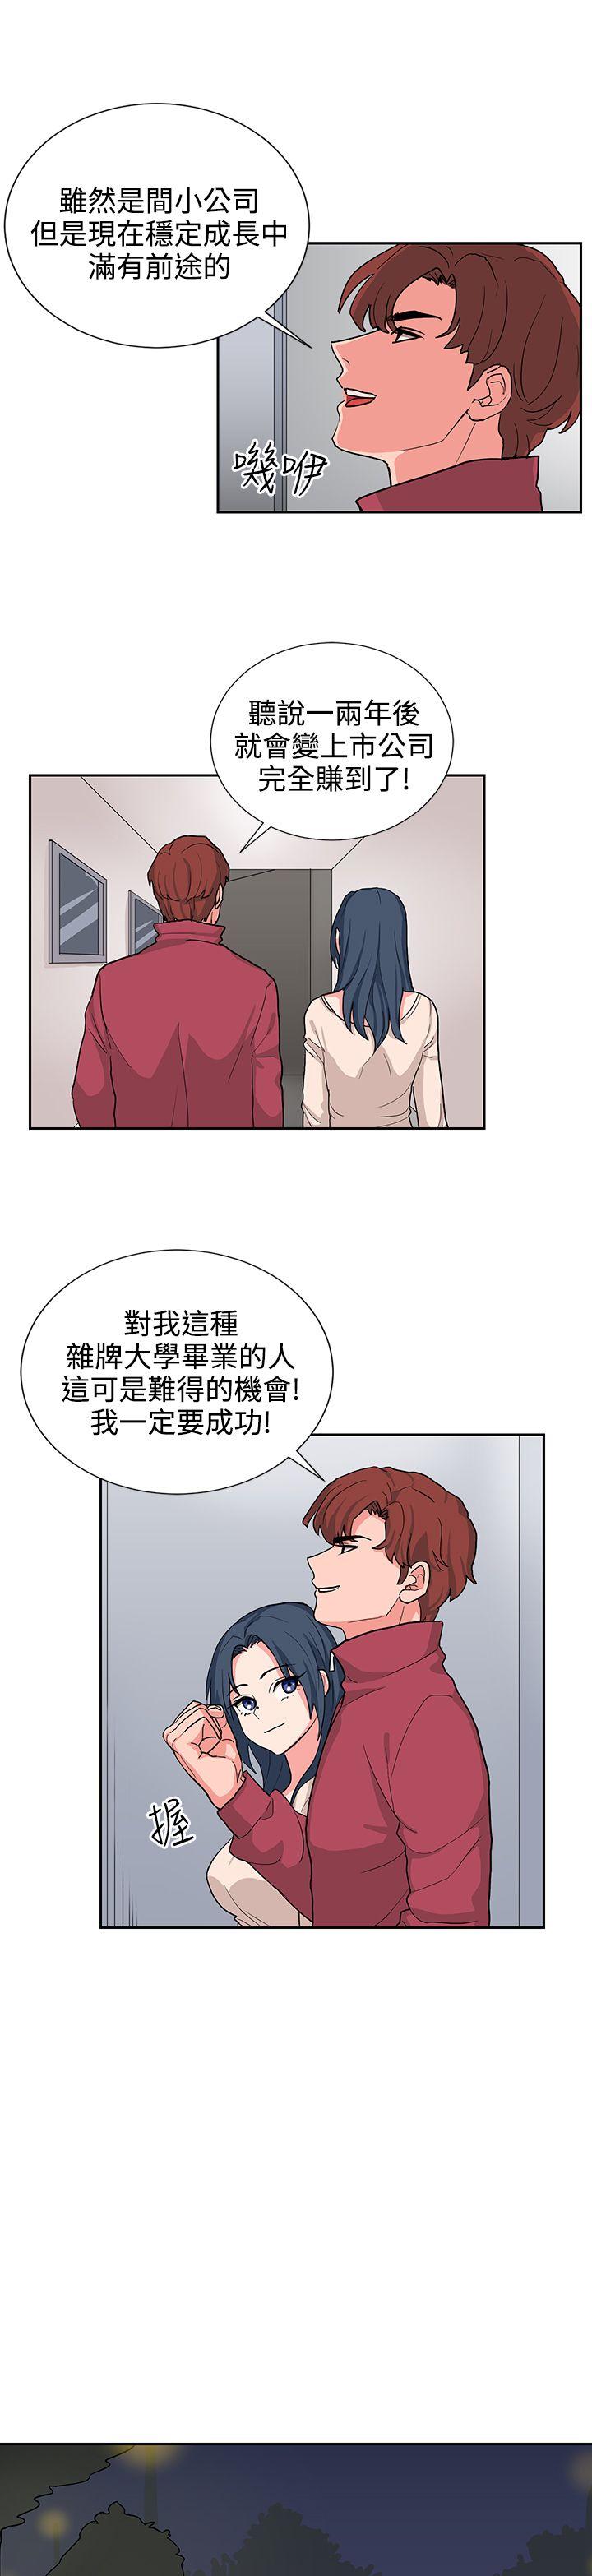 雖然是間小公司
但是現在穩定成長中
滿有前途的
嘰咿
聽說一兩年後
就會變上市公司
完全賺到了!
對我這種
雜牌大學畢業的人
這可是難得的機會!
我一定要成功!
握